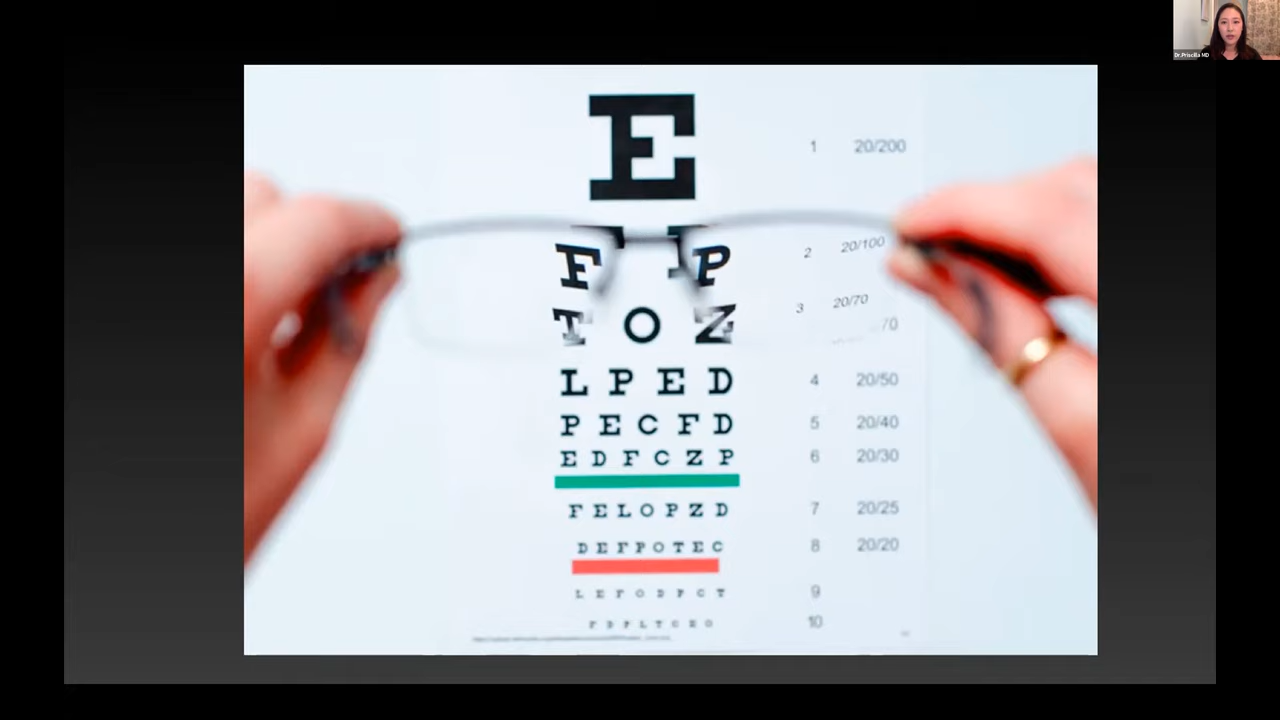 Dr.Priscilla MD
E 1 20/200
F P 2 20/100
T O Z 3 20/70
70
L P E D 4 20/50
P E C F D 5 20/40
E D F C Z P 6 20/30
F E L O P Z D 7 20/25
D E F P O T E C 8 20/20
L E F O D P C T 9
F D P L T C E O 10